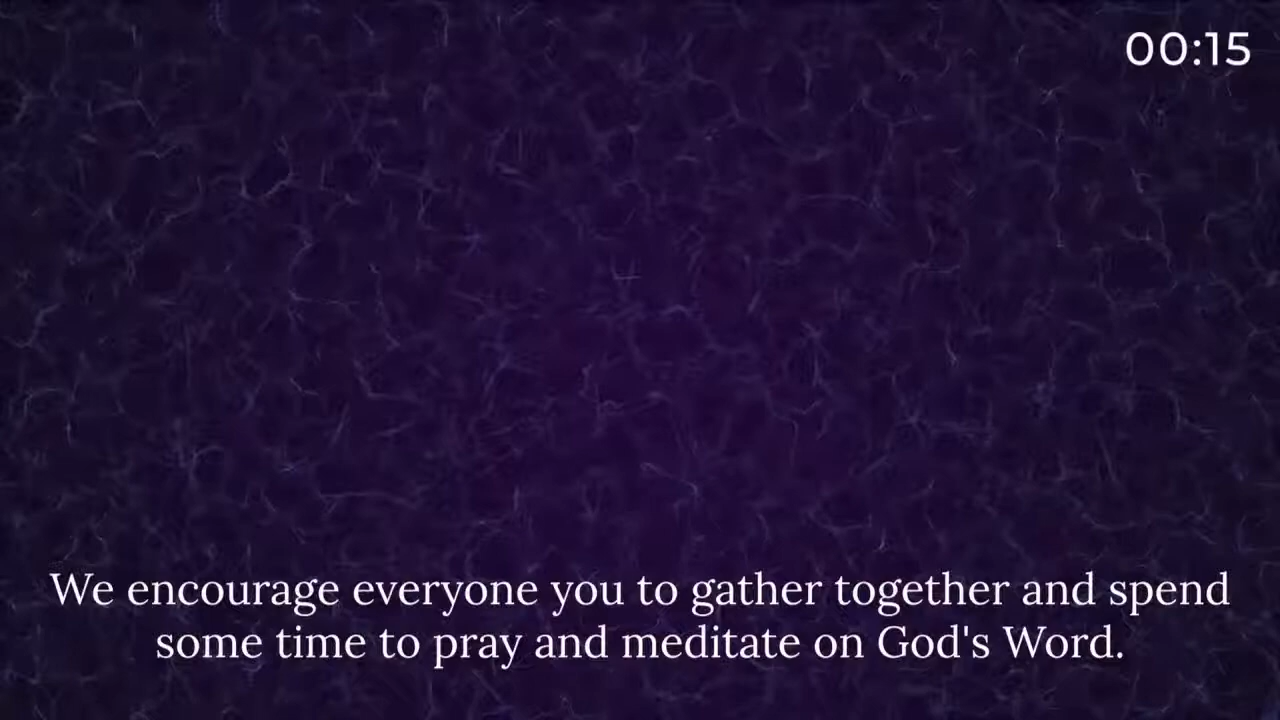 00:15
We encourage everyone you to gather together and spend
some time to pray and meditate on God's Word.